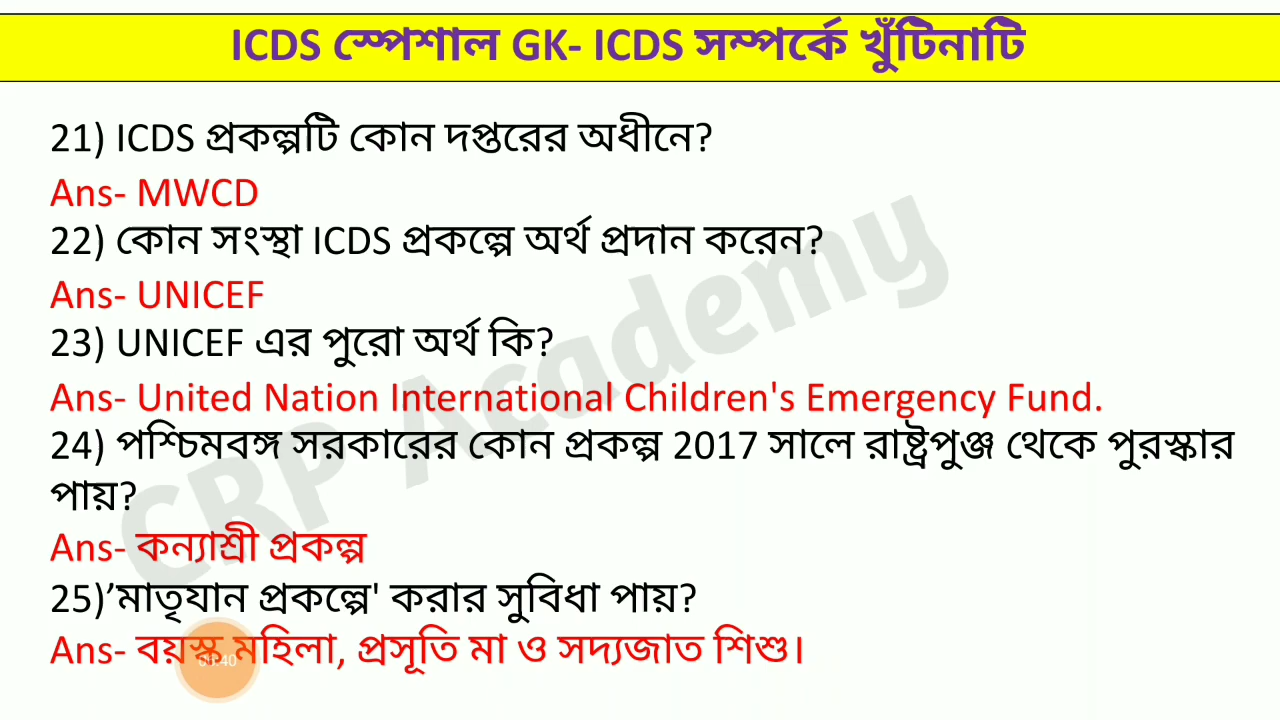 ICDS স্পেশাল GK- ICDS সম্পর্কে খুঁটিনাটি
21) ICDS প্রকল্পটি কোন দপ্তরের অধীনে?
Ans- MWCD
22) কোন সংস্থা ICDS প্রকল্পে অর্থ প্রদান করেন?
Ans- UNICEF
23) UNICEF এর পুরো অর্থ কি?
Ans- United Nation International Children's Emergency Fund.
24) পশ্চিমবঙ্গ সরকারের কোন প্রকল্প 2017 সালে রাষ্ট্রপুঞ্জ থেকে পুরস্কার
পায়?
Ans- কন্যাশ্রী প্রকল্প
25)’মাতৃযান প্রকল্পে' করার সুবিধা পায়?
Ans- বয়স্ক মহিলা, প্রসূতি মা ও সদ্যজাত শিশু।
CRP Academy